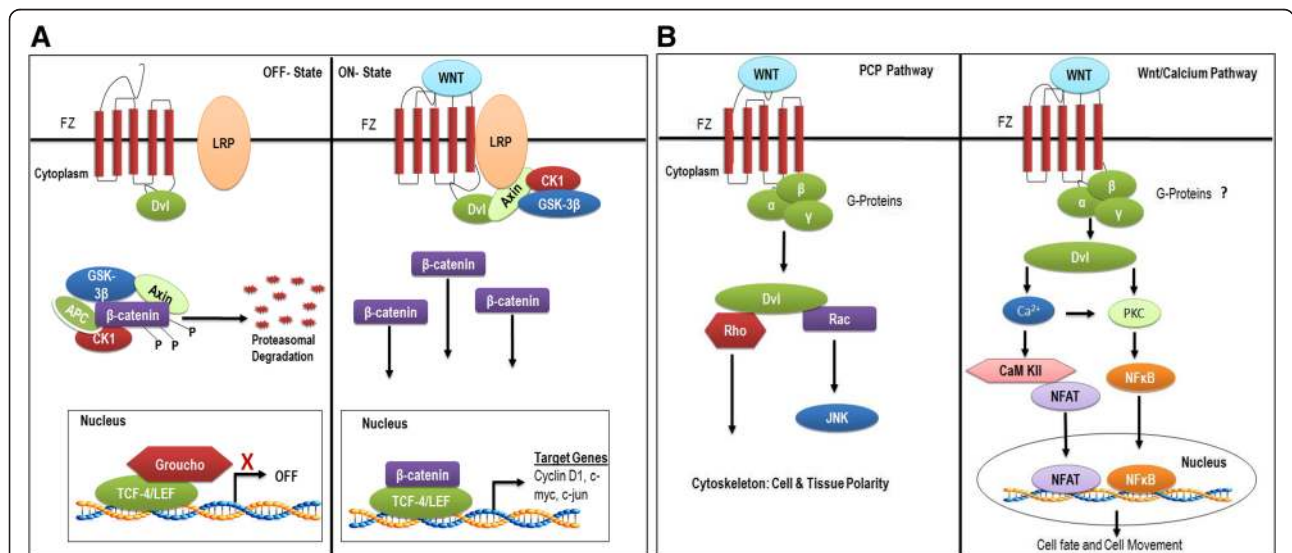 A
OFF- State
FZ
LRP
Cytoplasm
Dvl
GSK-
3β
Axin
APC
β-catenin
CK1
P
P
P
Proteasomal
Degradation
Nucleus
Groucho
X
OFF
TCF-4/LEF
ON- State
WNT
FZ
LRP
CK1
Axin
Dvl
GSK-3β
β-catenin
β-catenin
β-catenin
Nucleus
Target Genes
Cyclin D1, c-
myc, c-jun
β-catenin
TCF-4/LEF
B
PCP Pathway
WNT
FZ
Cytoplasm
β
α
γ
G-Proteins
Dvl
Rho
Rac
JNK
Cytoskeleton: Cell & Tissue Polarity
Wnt/Calcium Pathway
WNT
FZ
β
α
γ
G-Proteins ?
Dvl
Ca²⁺
PKC
CaM KII
NFκB
NFAT
Nucleus
NFAT
NFκB
Cell fate and Cell Movement